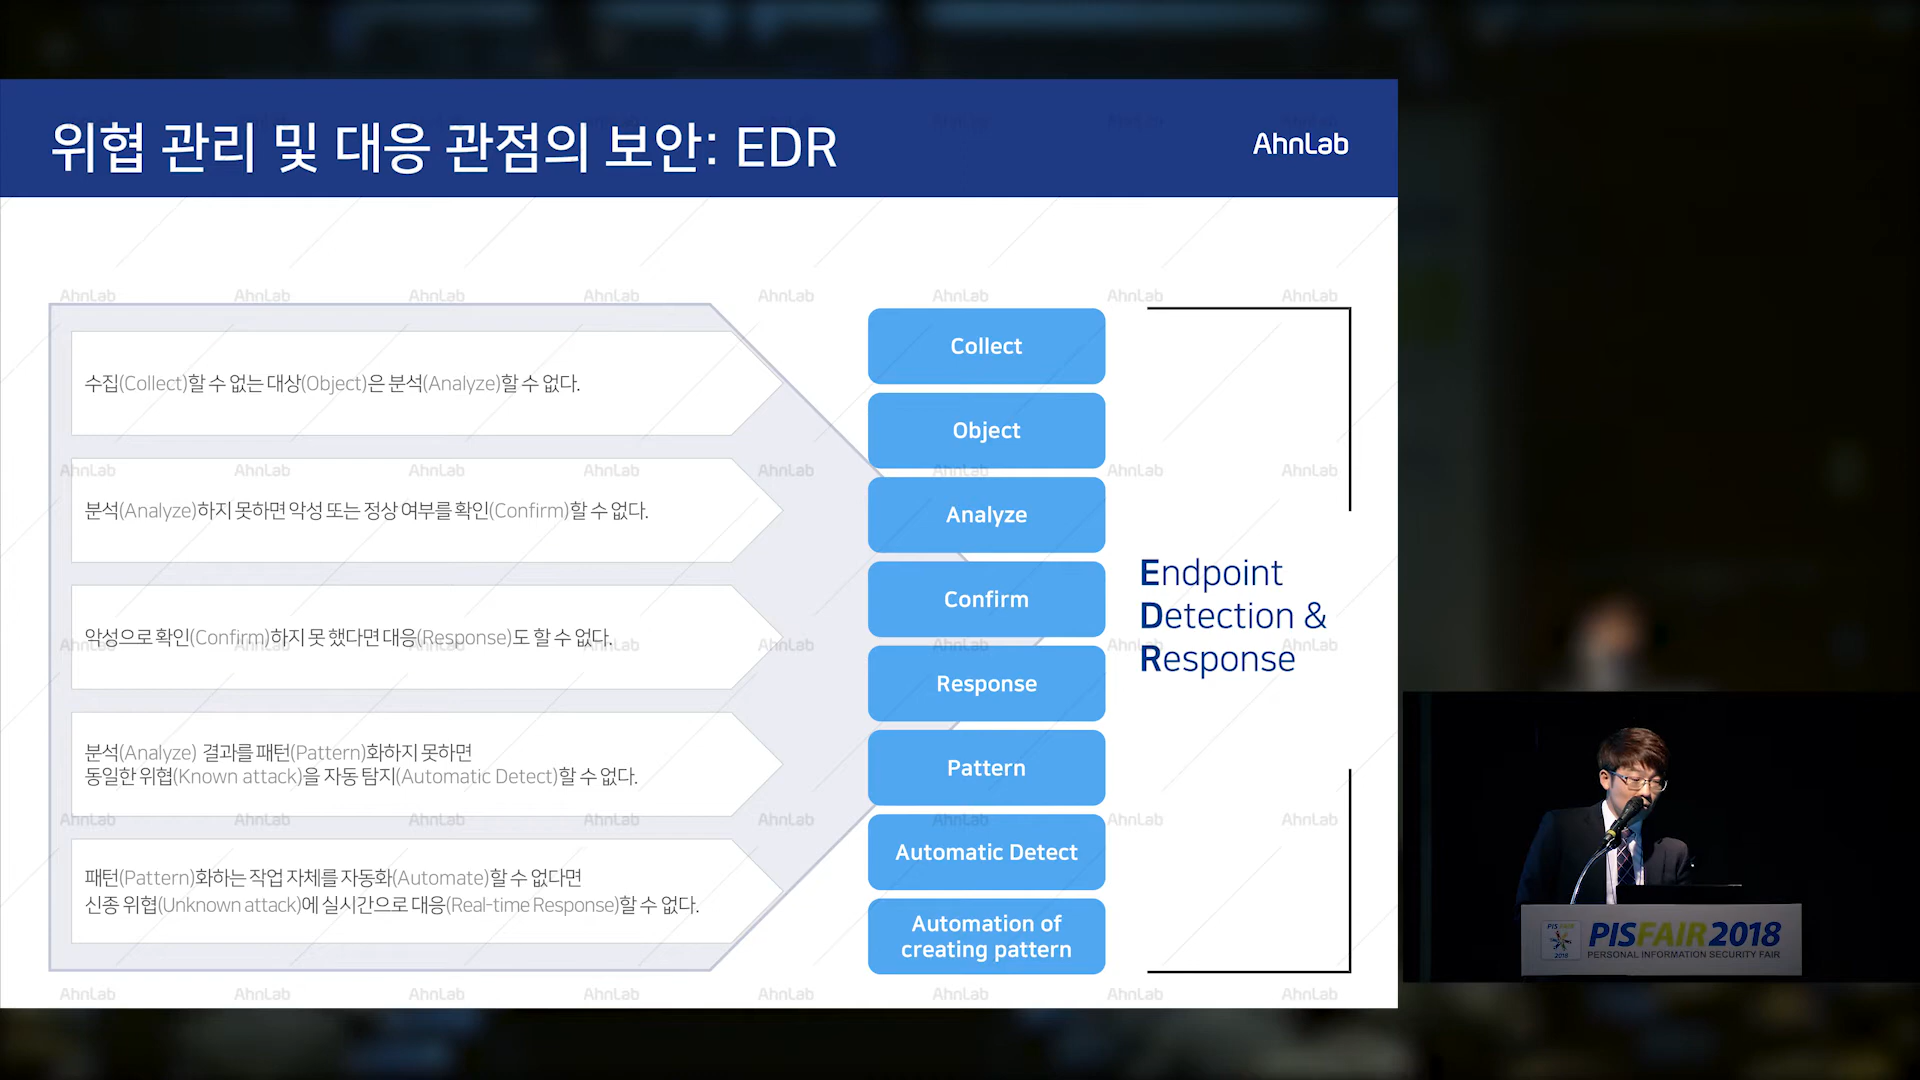 위협 관리 및 대응 관점의 보안: EDR
AhnLab
수집(Collect)할 수 없는 대상(Object)은 분석(Analyze)할 수 없다.
분석(Analyze)하지 못하면 악성 또는 정상 여부를 확인(Confirm)할 수 없다.
악성으로 확인(Confirm)하지 못 했다면 대응(Response)도 할 수 없다.
분석(Analyze) 결과를 패턴(Pattern)화하지 못하면
동일한 위협(Known attack)을 자동 탐지(Automatic Detect)할 수 없다.
패턴(Pattern)화하는 작업 자체를 자동화(Automate)할 수 없다면
신종 위협(Unknown attack)에 실시간으로 대응(Real-time Response)할 수 없다.
Collect
Object
Analyze
Confirm
Response
Pattern
Automatic Detect
Automation of
creating pattern
Endpoint
Detection &
Response
PIS FAIR 2018
PISFAIR 2018
PERSONAL INFORMATION SECURITY FAIR